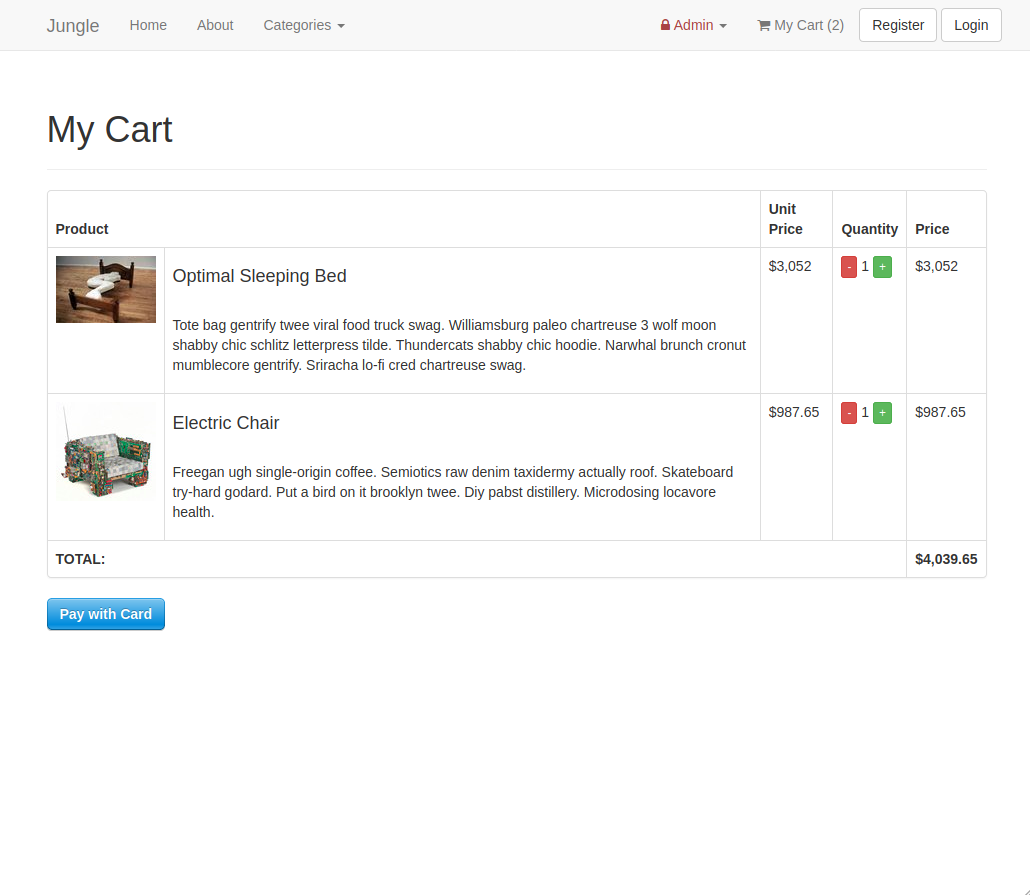 Jungle Home About Categories Admin My Cart (2) Register Login
My Cart
Product Unit Price Quantity Price
Optimal Sleeping Bed $3,052 - 1 + $3,052
Tote bag gentrify twee viral food truck swag. Williamsburg paleo chartreuse 3 wolf moon
shabby chic schlitz letterpress tilde. Thundercats shabby chic hoodie. Narwhal brunch cronut
mumblecore gentrify. Sriracha lo-fi cred chartreuse swag.
Electric Chair $987.65 - 1 + $987.65
Freegan ugh single-origin coffee. Semiotics raw denim taxidermy actually roof. Skateboard
try-hard godard. Put a bird on it brooklyn twee. Diy pabst distillery. Microdosing locavore
health.
TOTAL: $4,039.65
Pay with Card